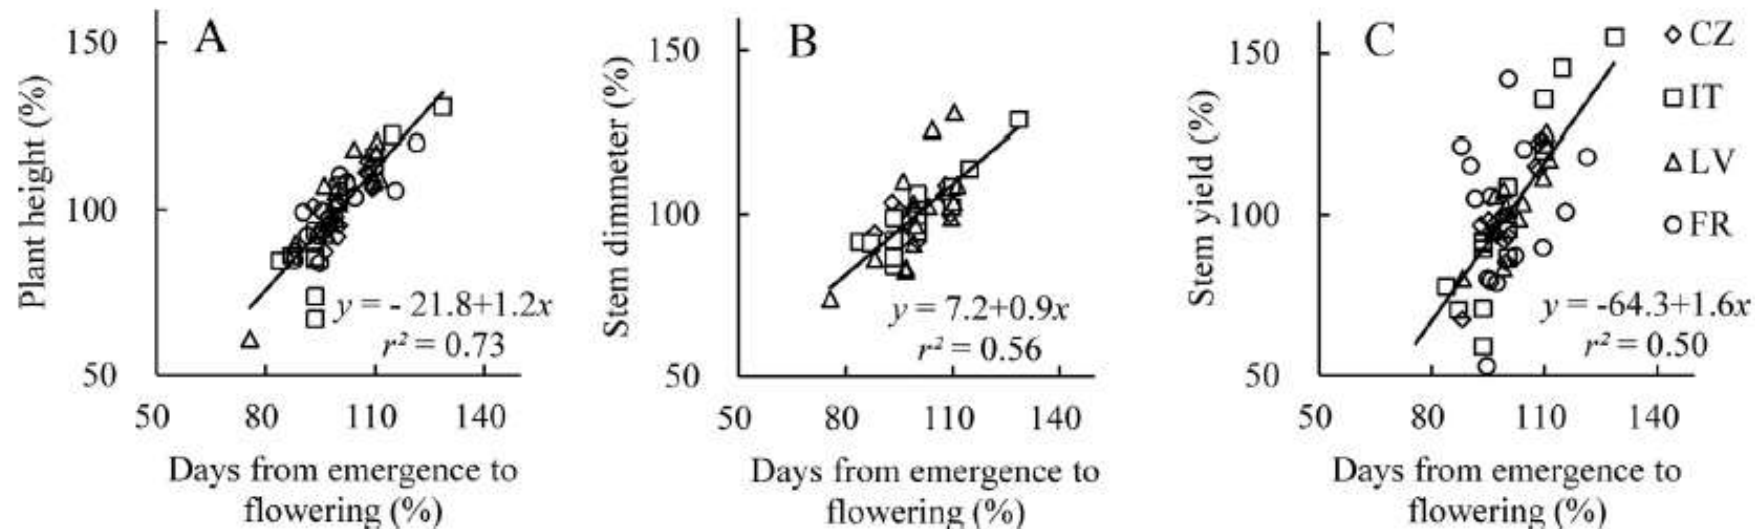 A
Plant height (%)
150
100
50
y = - 21.8+1.2x
r² = 0.73
50 80 110 140
Days from emergence to
flowering (%)
B
Stem dimmeter (%)
150
100
50
y = 7.2+0.9x
r² = 0.56
50 80 110 140
Days from emergence to
flowering (%)
C
Stem yield (%)
150
100
50
y = -64.3+1.6x
r² = 0.50
50 80 110 140
Days from emergence to
flowering (%)
CZ
IT
LV
FR